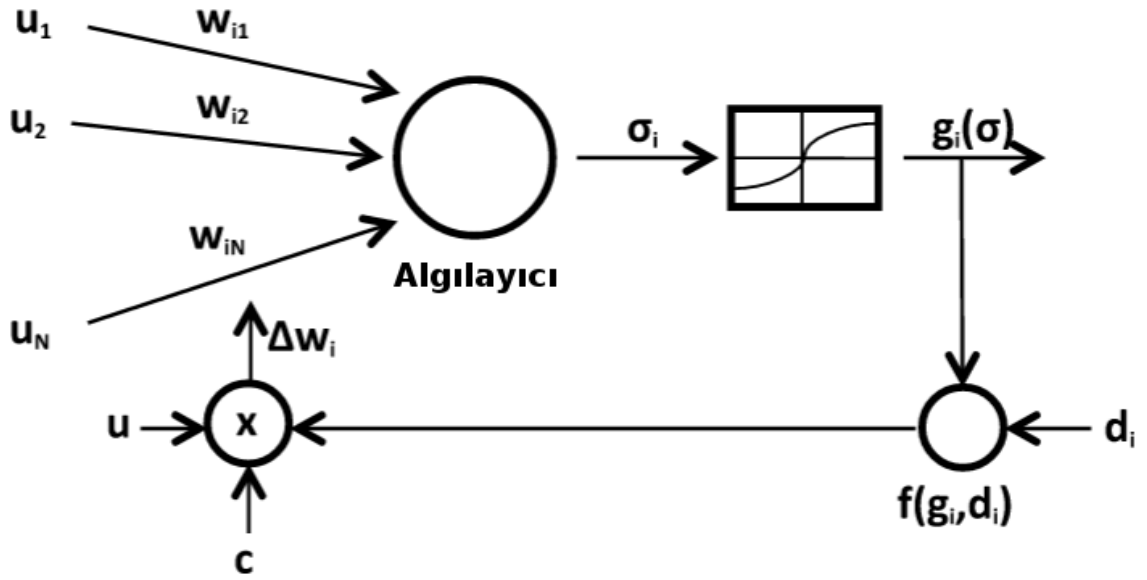 u₁
wᵢ₁
u₂
wᵢ₂
σᵢ
gᵢ(σ)
wᵢN
Algılayıcı
uN
Δwᵢ
u
x
dᵢ
f(gᵢ,dᵢ)
c